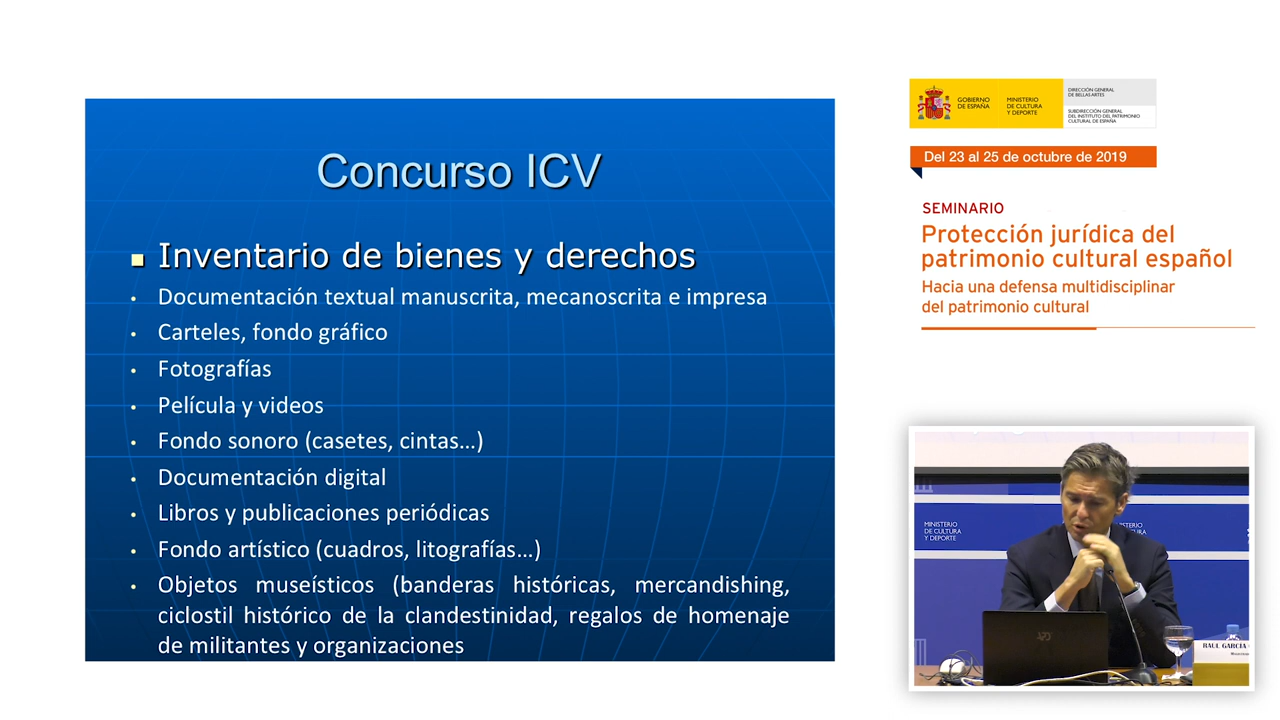 Concurso ICV
Inventario de bienes y derechos
Documentación textual manuscrita, mecanoscrita e impresa
Carteles, fondo gráfico
Fotografías
Película y videos
Fondo sonoro (casetes, cintas...)
Documentación digital
Libros y publicaciones periódicas
Fondo artístico (cuadros, litografías...)
Objetos museísticos (banderas históricas, mercandishing,
ciclostil histórico de la clandestinidad, regalos de homenaje
de militantes y organizaciones
GOBIERNO
DE ESPAÑA
MINISTERIO
DE CULTURA
Y DEPORTE
DIRECCIÓN GENERAL
DE BELLAS ARTES
SUBDIRECCIÓN GENERAL
DEL INSTITUTO DEL PATRIMONIO
CULTURAL DE ESPAÑA
Del 23 al 25 de octubre de 2019
SEMINARIO
Protección jurídica del
patrimonio cultural español
Hacia una defensa multidisciplinar
del patrimonio cultural
MINISTERIO
DE CULTURA
Y DEPORTE
RAUL GARCIA